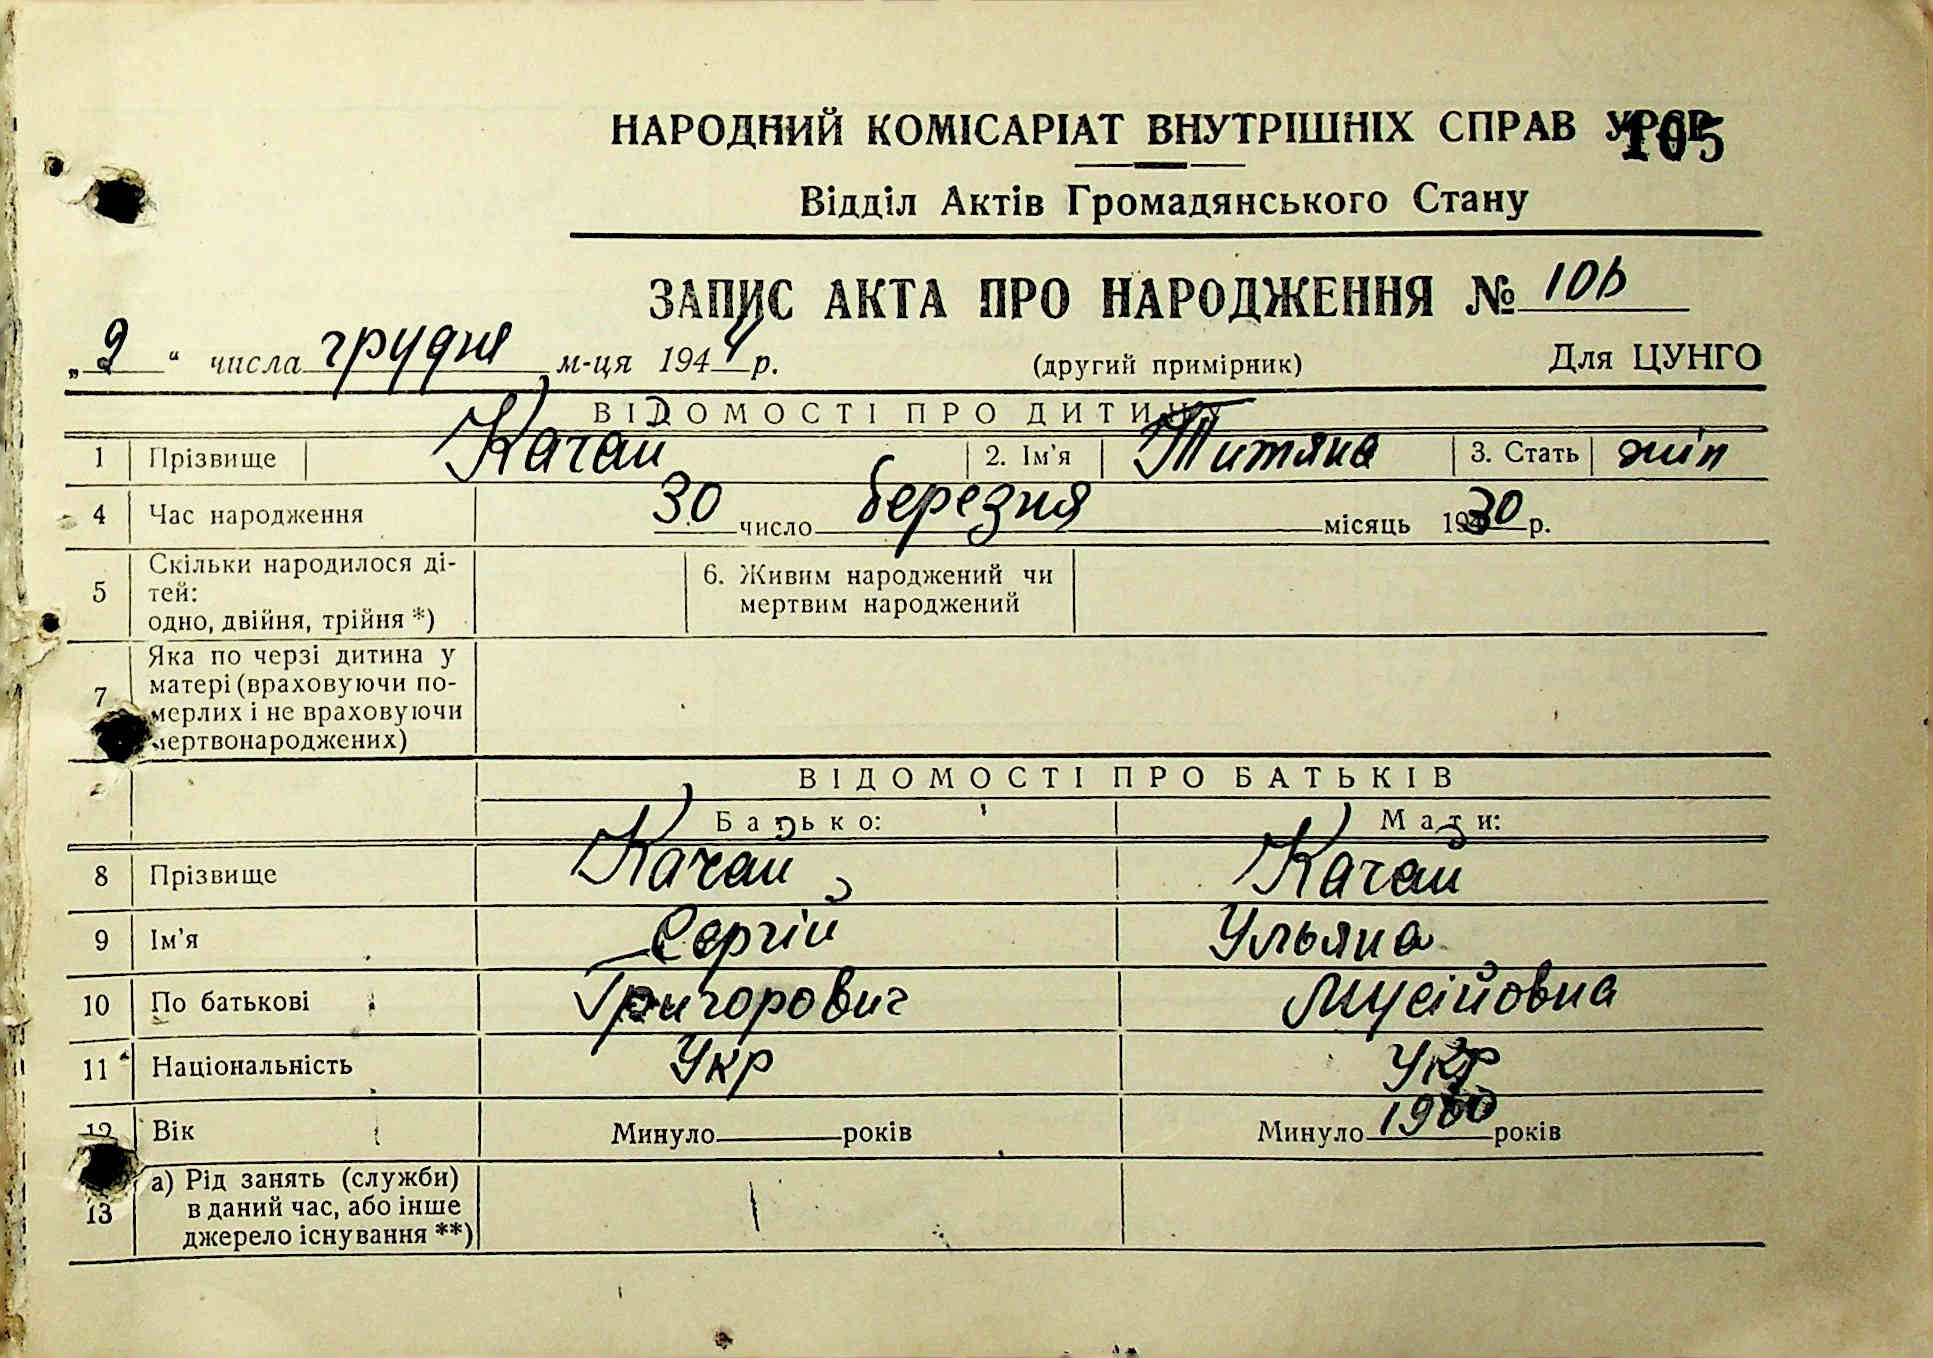 НАРОДНИЙ КОМІСАРІАТ ВНУТРІШНІХ СПРАВ УРСР 105
Відділ Актів Громадянського Стану
ЗАПИС АКТА ПРО НАРОДЖЕННЯ №
„ 9 “ числа грудня м-ця 1944 р. (другий примірник) Для ЦУНГО
ВІДОМОСТІ ПРО ДИТИНУ
1 Прізвище Качай 2. Ім'я Титяна 3. Стать жін
4 Час народження 30 число березня місяць 1930 р.
5 Скільки народилося ді-
тей:
одно, двійня, трійня *)
6. Живим народжений чи
мертвим народжений
7 Яка по черзі дитина у
матері (враховуючи по-
мерлих і не враховуючи
мертвонароджених)
ВІДОМОСТІ ПРО БАТЬКІВ
Батько: Мати:
8 Прізвище Качай Качай
9 Ім'я Сергій Ульяна
10 По батькові Григорович Мусійовна
11 Національність Укр Укр
12 Вік Минуло років Минуло 1900 років
13 а) Рід занять (служби)
в даний час, або інше
джерело існування **)